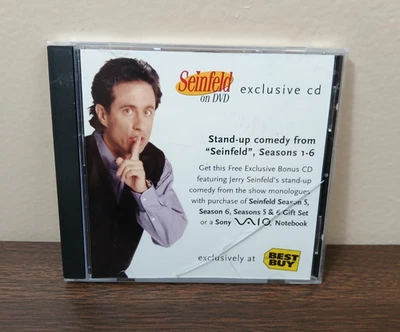 Seinfeld
on DVD
exclusive cd
Stand-up comedy from
"Seinfeld", Seasons 1-6
Get this Free Exclusive Bonus CD
featuring Jerry Seinfeld's stand-up
comedy from the show monologues
with purchase of Seinfeld Season 5,
Season 6, Seasons 5 & 6 Gift Set
or a Sony VAIO Notebook
exclusively at
BEST
BUY